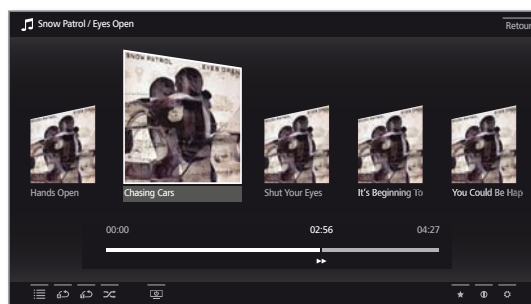 Snow Patrol / Eyes Open
Retour
SNOW PATROL EYES OPEN
Hands Open
Chasing Cars
Shut Your Eyes
It's Beginning To
You Could Be Hap
00:00 02:56 04:27